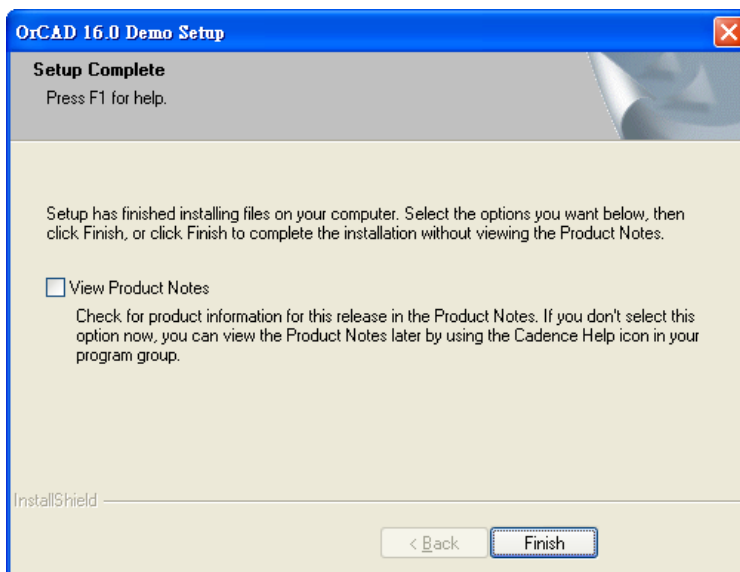 OrCAD 16.0 Demo Setup
Setup Complete
Press F1 for help.
Setup has finished installing files on your computer. Select the options you want below, then
click Finish, or click Finish to complete the installation without viewing the Product Notes.
View Product Notes
Check for product information for this release in the Product Notes. If you don't select this
option now, you can view the Product Notes later by using the Cadence Help icon in your
program group.
InstallShield
< Back
Finish